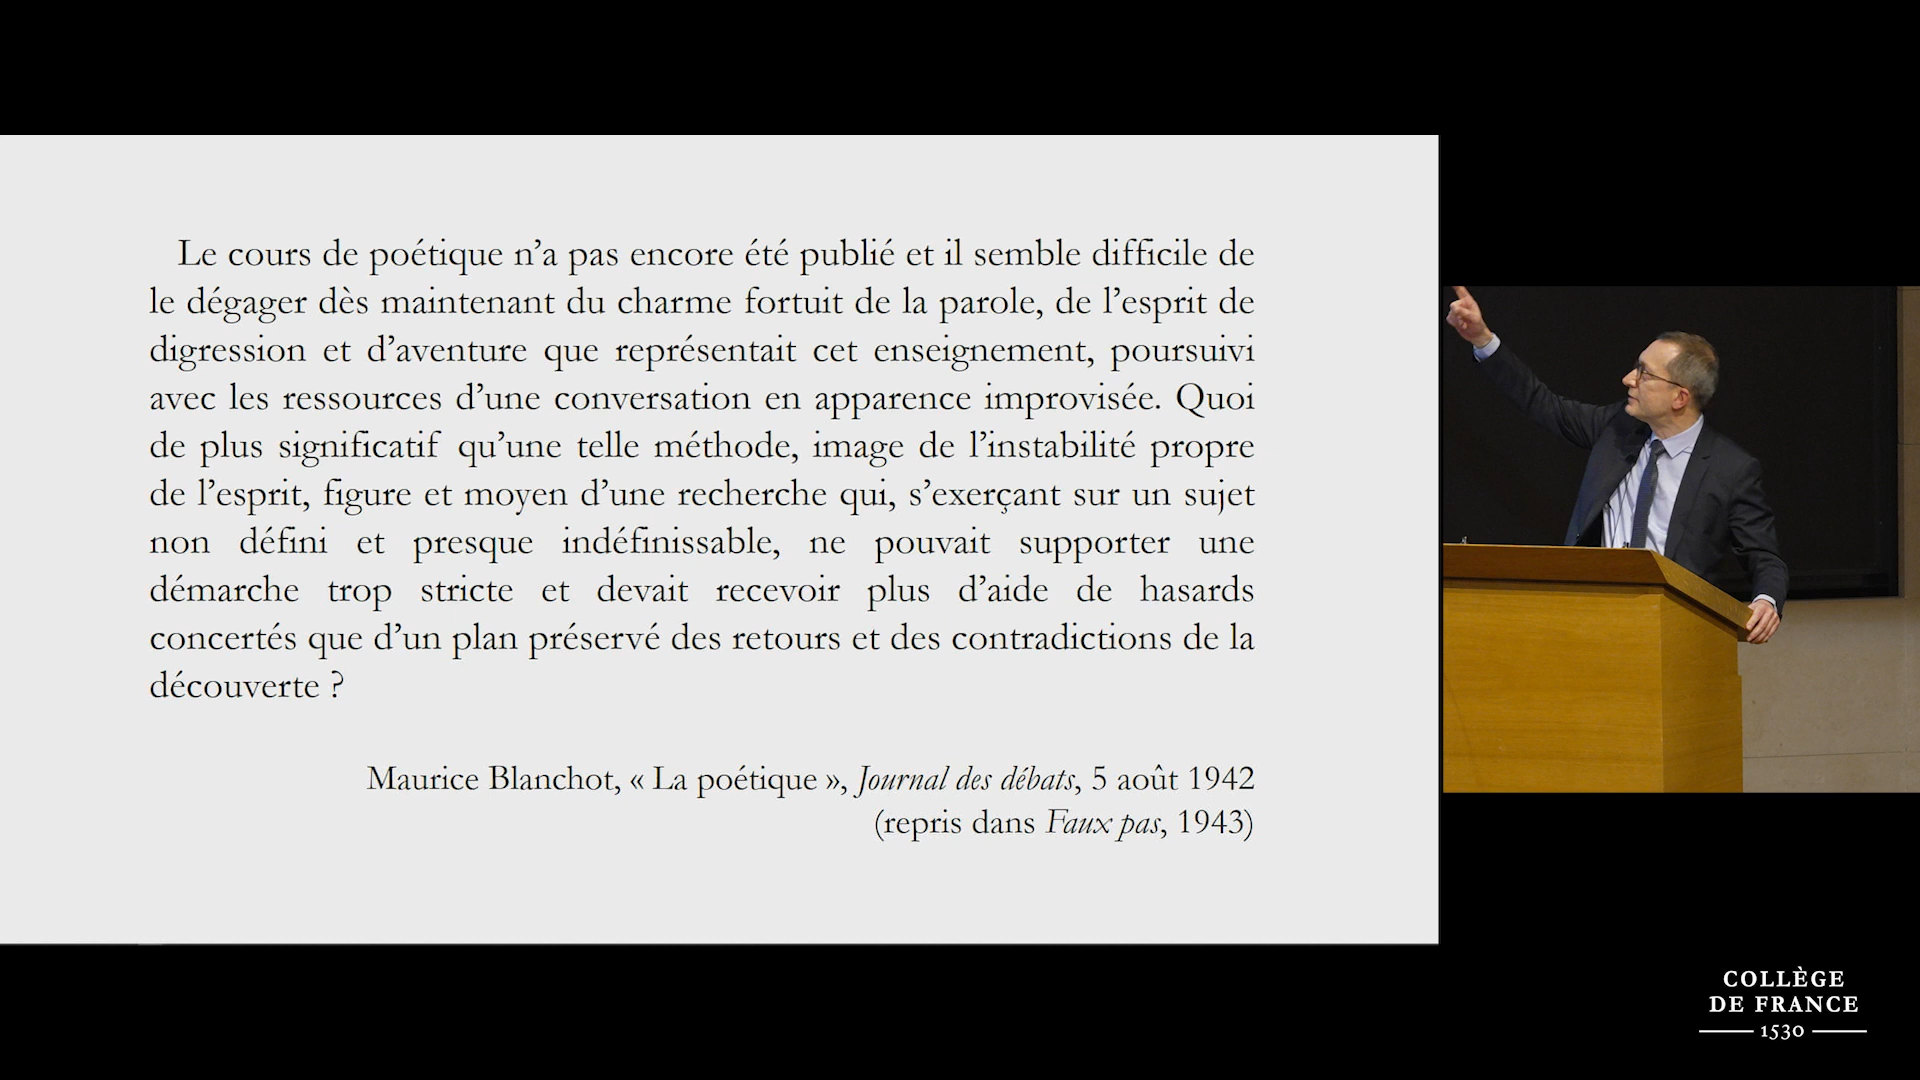 Le cours de poétique n’a pas encore été publié et il semble difficile de
le dégager dès maintenant du charme fortuit de la parole, de l’esprit de
digression et d’aventure que représentait cet enseignement, poursuivi
avec les ressources d’une conversation en apparence improvisée. Quoi
de plus significatif qu’une telle méthode, image de l’instabilité propre
de l’esprit, figure et moyen d’une recherche qui, s’exerçant sur un sujet
non défini et presque indéfinissable, ne pouvait supporter une
démarche trop stricte et devait recevoir plus d’aide de hasards
concertés que d’un plan préservé des retours et des contradictions de la
découverte ?
Maurice Blanchot, « La poétique », Journal des débats, 5 août 1942
(repris dans Faux pas, 1943)
COLLÈGE
DE FRANCE
1530